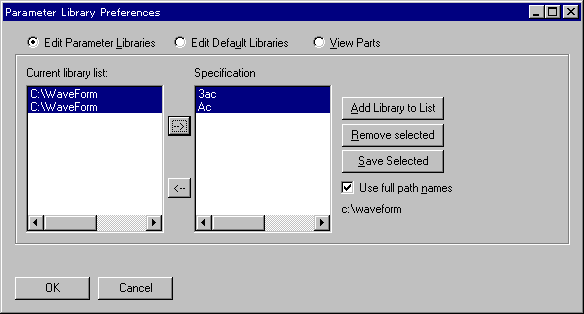 Parameter Library Preferences
Edit Parameter Libraries
Edit Default Libraries
View Parts
Current library list:
Specification
C:\WaveForm
C:\WaveForm
3ac
Ac
-->
<--
Add Library to List
Remove selected
Save Selected
Use full path names
c:\waveform
OK
Cancel